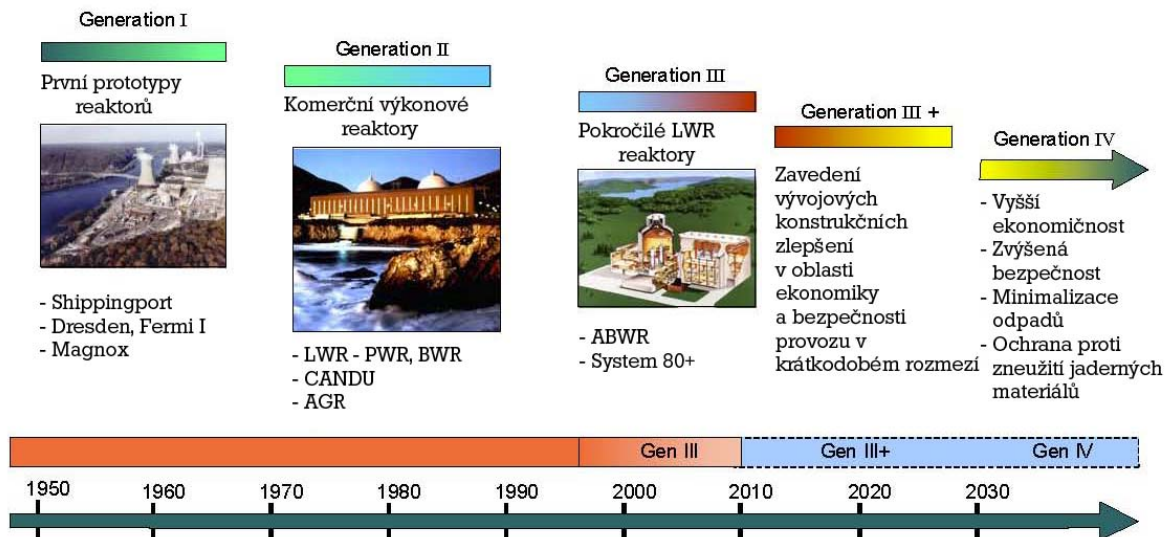 Generation I
První prototypy
reaktorů
- Shippingport
- Dresden, Fermi I
- Magnox
Generation II
Komerční výkonové
reaktory
- LWR - PWR, BWR
- CANDU
- AGR
Generation III
Pokročilé LWR
reaktory
- ABWR
- System 80+
Generation III +
Zavedení
vývojových
konstrukčních
zlepšení
v oblasti
ekonomiky
a bezpečnosti
provozu v
krátkodobém rozmezí
Generation IV
- Vyšší
ekonomičnost
- Zvýšená
bezpečnost
- Minimalizace
odpadů
- Ochrana proti
zneužití jaderných
materiálů
Gen III
Gen III+
Gen IV
1950
1960
1970
1980
1990
2000
2010
2020
2030